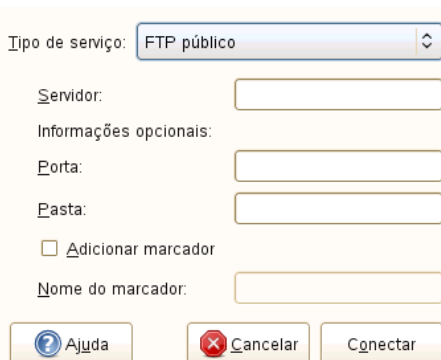 Tipo de serviço: FTP público
Servidor:
Informações opcionais:
Porta:
Pasta:
Adicionar marcador
Nome do marcador:
Ajuda Cancelar Conectar